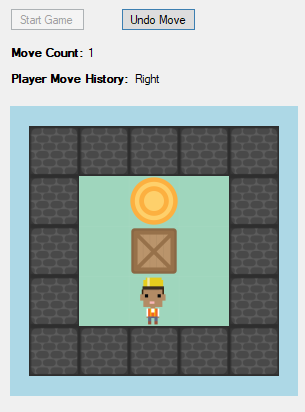 Start Game Undo Move
Move Count: 1
Player Move History: Right